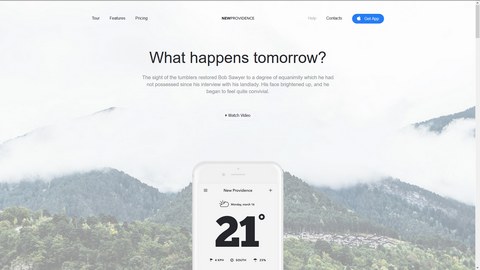 Tour Features Pricing NEWPROVIDENCE Help Contacts Get App
What happens tomorrow?
The sight of the tumblers restored Bob Sawyer to a degree of equanimity which he had
not possessed since his interview with his landlady. His face brightened up, and he
began to feel quite convivial.
Watch Video
New Providence
Monday, march 16
21°
4 KPH SOUTH 21%